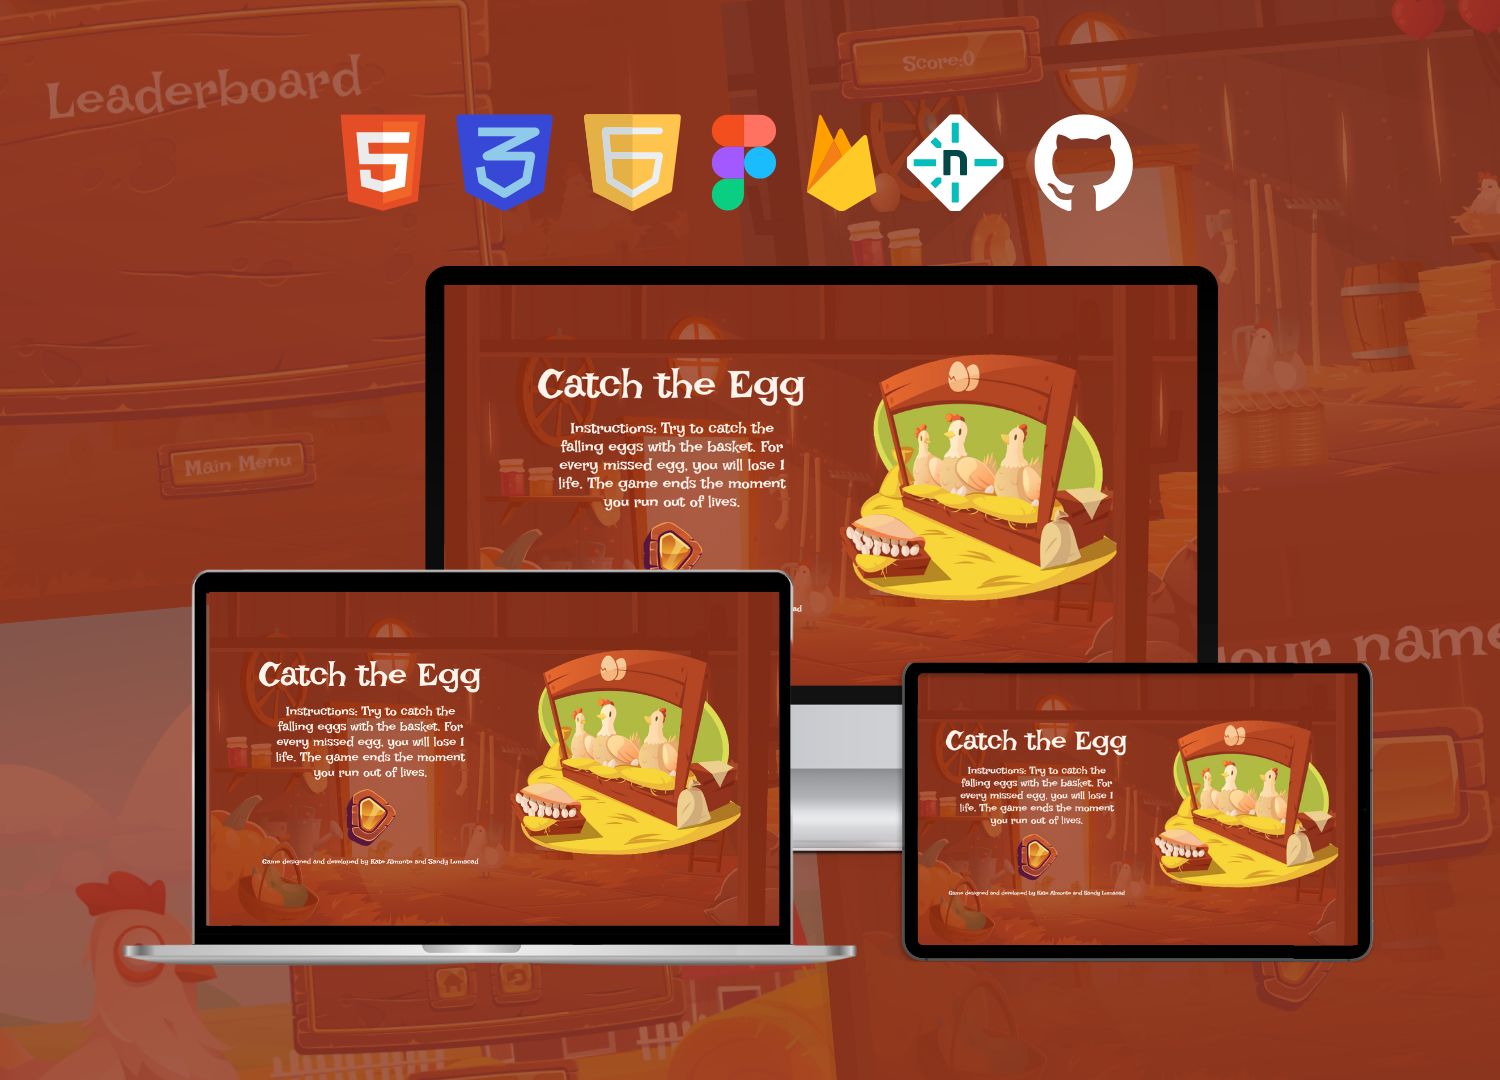 Leaderboard
Score:0
Main Menu
Catch the Egg
Instructions: Try to catch the
falling eggs with the basket. For
every missed egg, you will lose 1
life. The game ends the moment
you run out of lives.
ad
your name
Catch the Egg
Instructions: Try to catch the
falling eggs with the basket. For
every missed egg, you will lose 1
life. The game ends the moment
you run out of lives.
Game designed and developed by Kate Almonte and Sandy Lumacad
Catch the Egg
Instructions: Try to catch the
falling eggs with the basket. For
every missed egg, you will lose 1
life. The game ends the moment
you run out of lives.
Game designed and developed by Kate Almonte and Sandy Lumacad